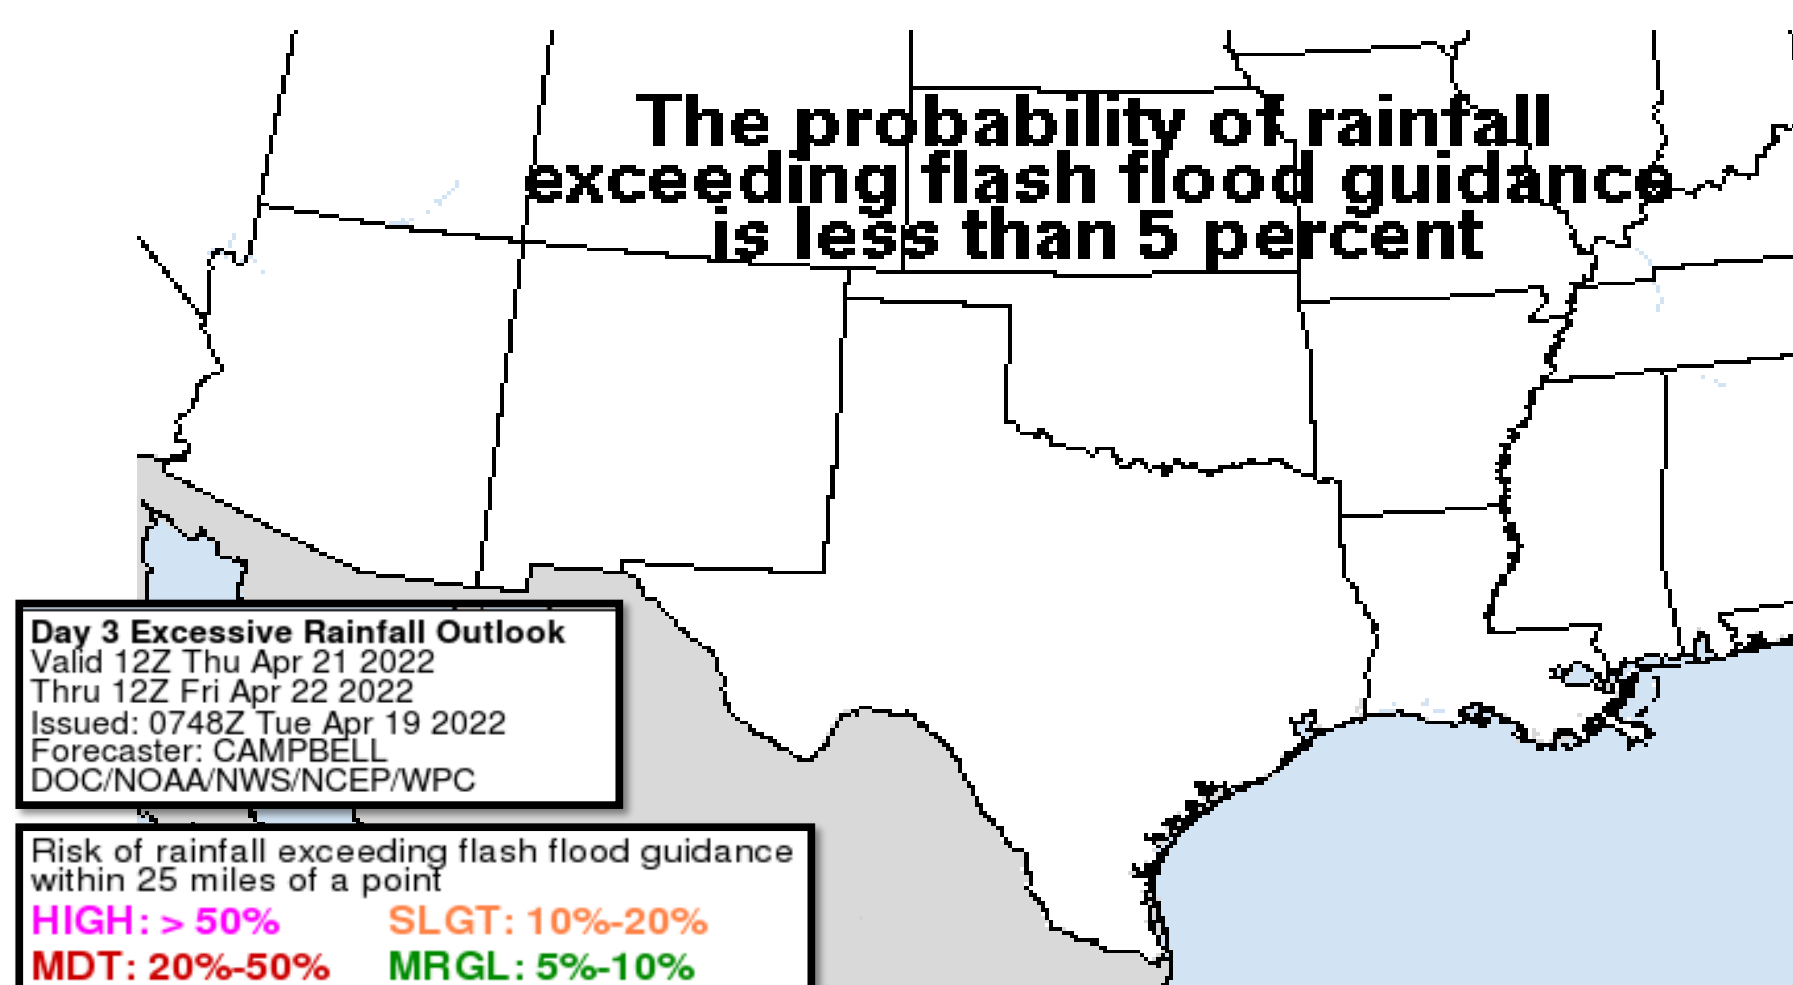 The probability of rainfall
exceeding flash flood guidance
is less than 5 percent
Day 3 Excessive Rainfall Outlook
Valid 12Z Thu Apr 21 2022
Thru 12Z Fri Apr 22 2022
Issued: 0748Z Tue Apr 19 2022
Forecaster: CAMPBELL
DOC/NOAA/NWS/NCEP/WPC
Risk of rainfall exceeding flash flood guidance
within 25 miles of a point
HIGH: > 50% SLGT: 10%-20%
MDT: 20%-50% MRGL: 5%-10%